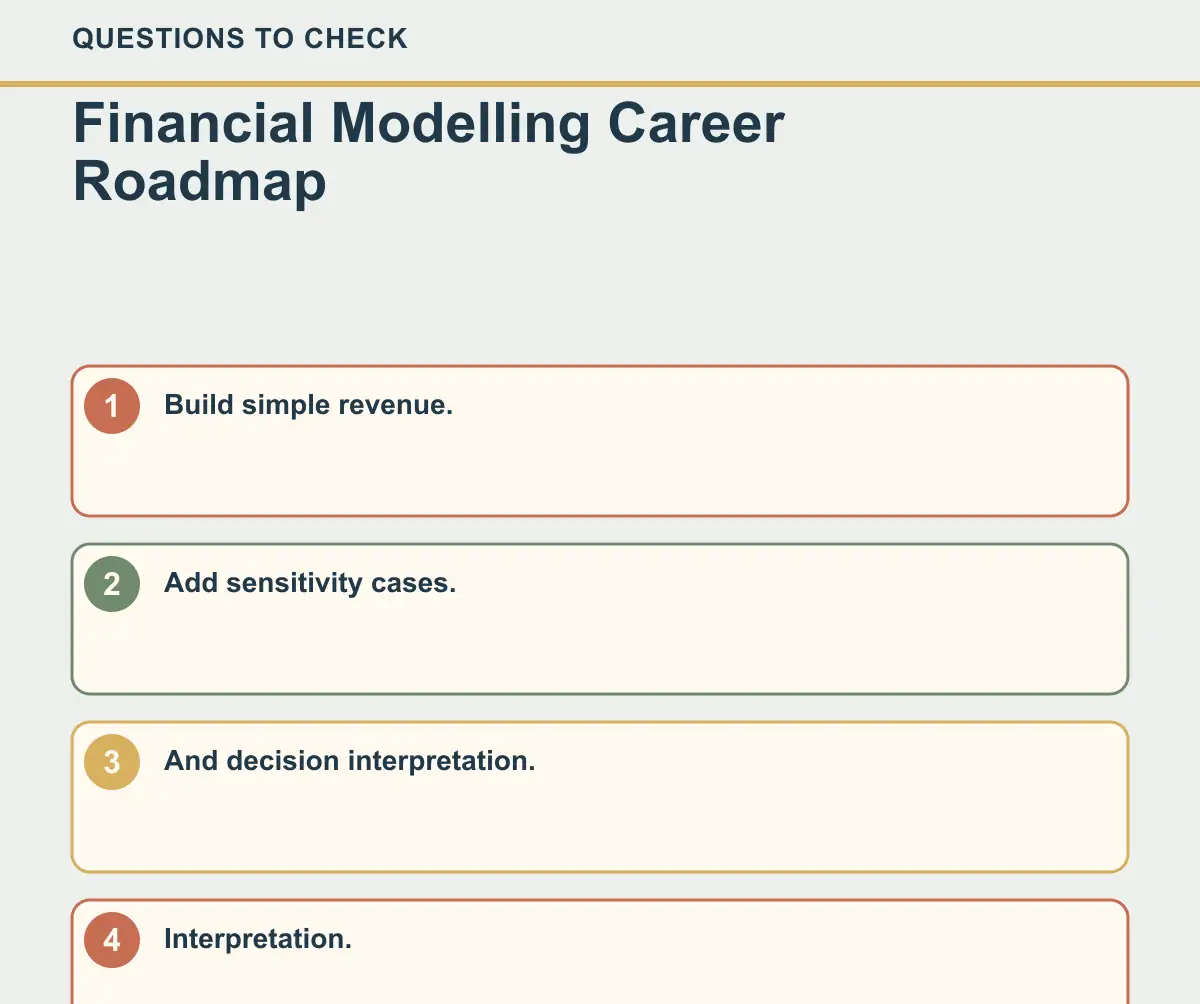 QUESTIONS TO CHECK
Financial Modelling Career
Roadmap
1 Build simple revenue.
2 Add sensitivity cases.
3 And decision interpretation.
4 Interpretation.